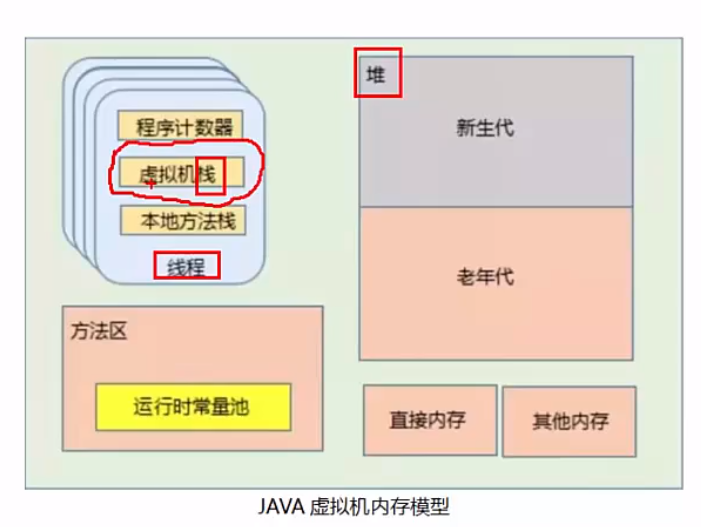 程序计数器
虚拟机栈
本地方法栈
线程
堆
新生代
老年代
方法区
运行时常量池
直接内存
其他内存
JAVA 虚拟机内存模型